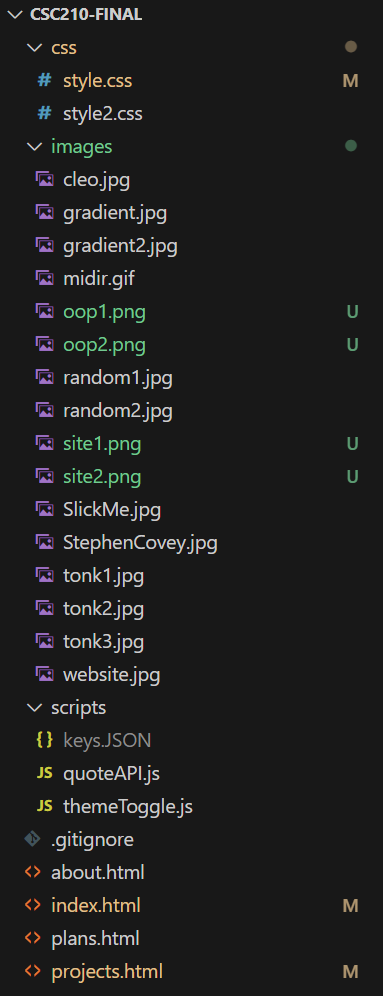 CSC210-FINAL
css
# style.css M
# style2.css
images
cleo.jpg
gradient.jpg
gradient2.jpg
midir.gif
oop1.png U
oop2.png U
random1.jpg
random2.jpg
site1.png U
site2.png U
SlickMe.jpg
StephenCovey.jpg
tonk1.jpg
tonk2.jpg
tonk3.jpg
website.jpg
scripts
{} keys.JSON
JS quoteAPI.js
JS themeToggle.js
.gitignore
<> about.html
<> index.html M
<> plans.html
<> projects.html M